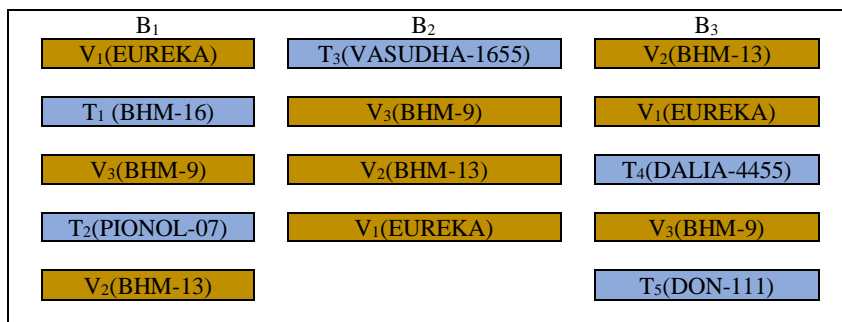 B₁ B₂ B₃
V₁(EUREKA) T₃(VASUDHA-1655) V₂(BHM-13)
T₁ (BHM-16) V₃(BHM-9) V₁(EUREKA)
V₃(BHM-9) V₂(BHM-13) T₄(DALIA-4455)
T₂(PIONOL-07) V₁(EUREKA) V₃(BHM-9)
V₂(BHM-13) T₅(DON-111)